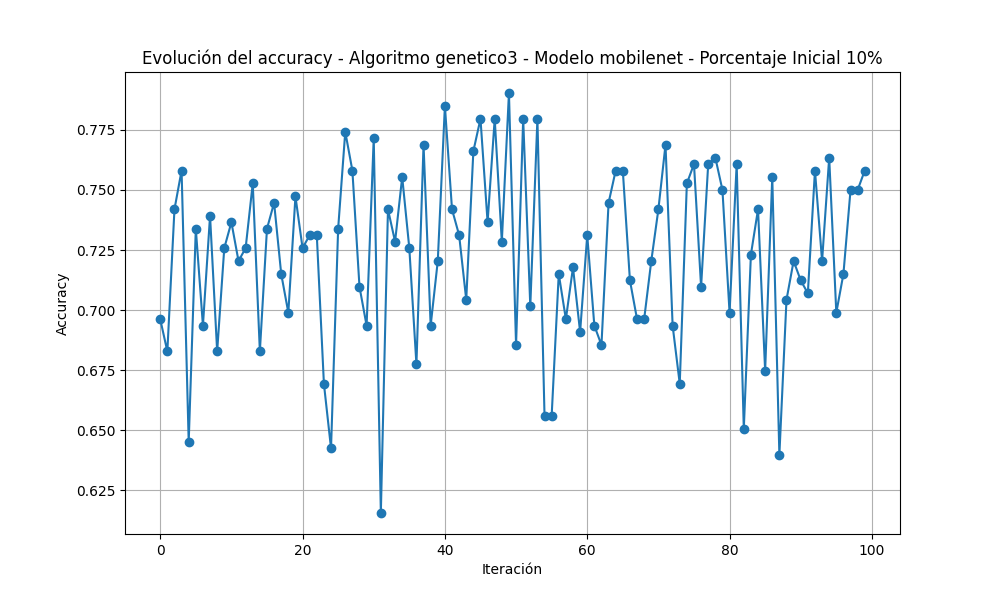 Evolución del accuracy - Algoritmo genetico3 - Modelo mobilenet - Porcentaje Inicial 10%
Accuracy
0.775
0.750
0.725
0.700
0.675
0.650
0.625
0 20 40 60 80 100
Iteración